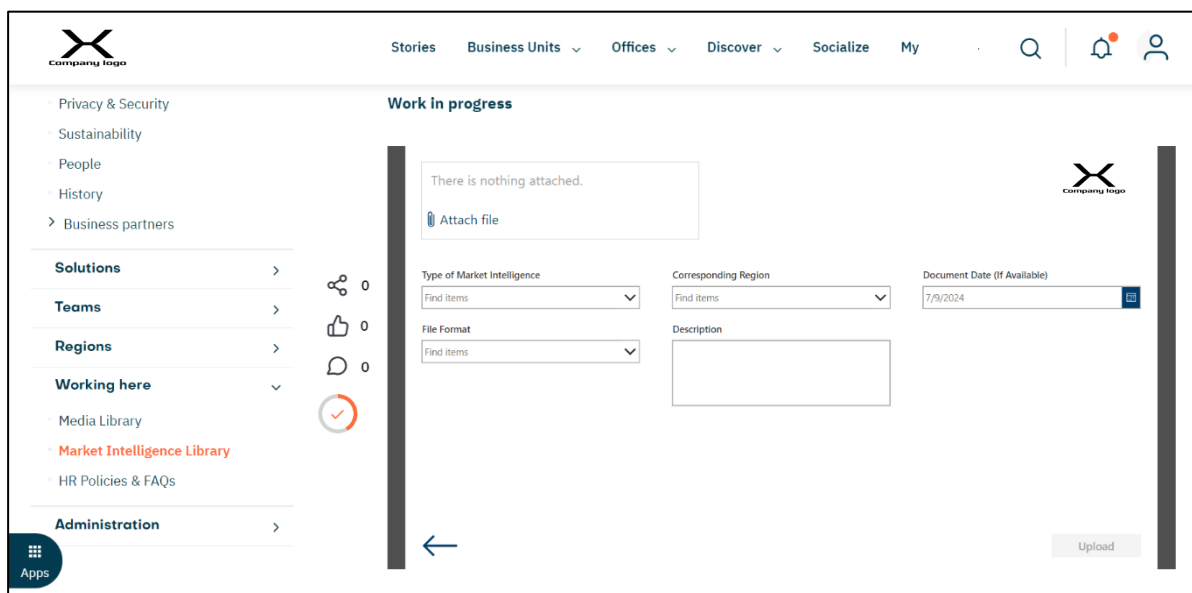 Company logo
Stories Business Units Offices Discover Socialize My
Privacy & Security
Sustainability
People
History
Business partners
Solutions
Teams
Regions
Working here
Media Library
Market Intelligence Library
HR Policies & FAQs
Administration
Apps
0
0
0
Work in progress
There is nothing attached.
Attach file
Company logo
Type of Market Intelligence
Find items
Corresponding Region
Find items
Document Date (If Available)
7/9/2024
File Format
Find items
Description
Upload